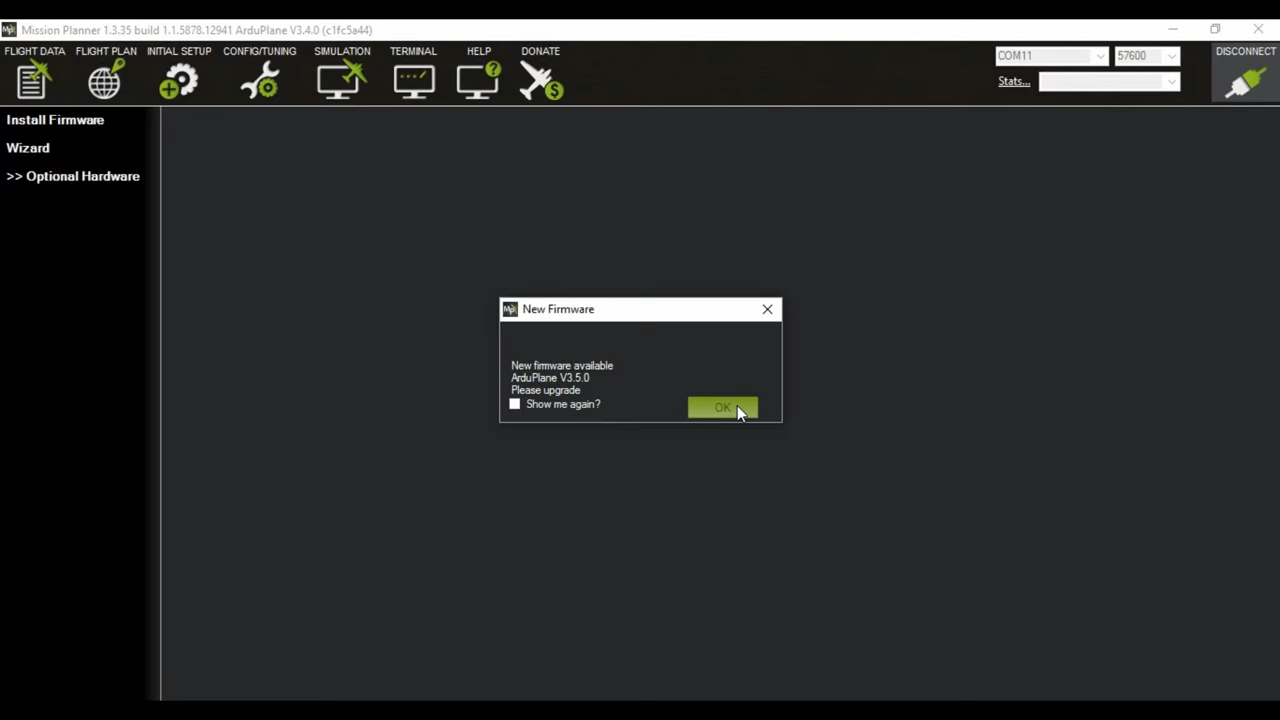 Mission Planner 1.3.35 build 1.1.5878.12941 ArduPlane V3.4.0 (c1fc5a44)
FLIGHT DATA FLIGHT PLAN INITIAL SETUP CONFIG/TUNING SIMULATION TERMINAL HELP DONATE
COM11 57600 DISCONNECT
Stats...
Install Firmware
Wizard
>> Optional Hardware
New Firmware
New firmware available
ArduPlane V3.5.0
Please upgrade
Show me again?
OK